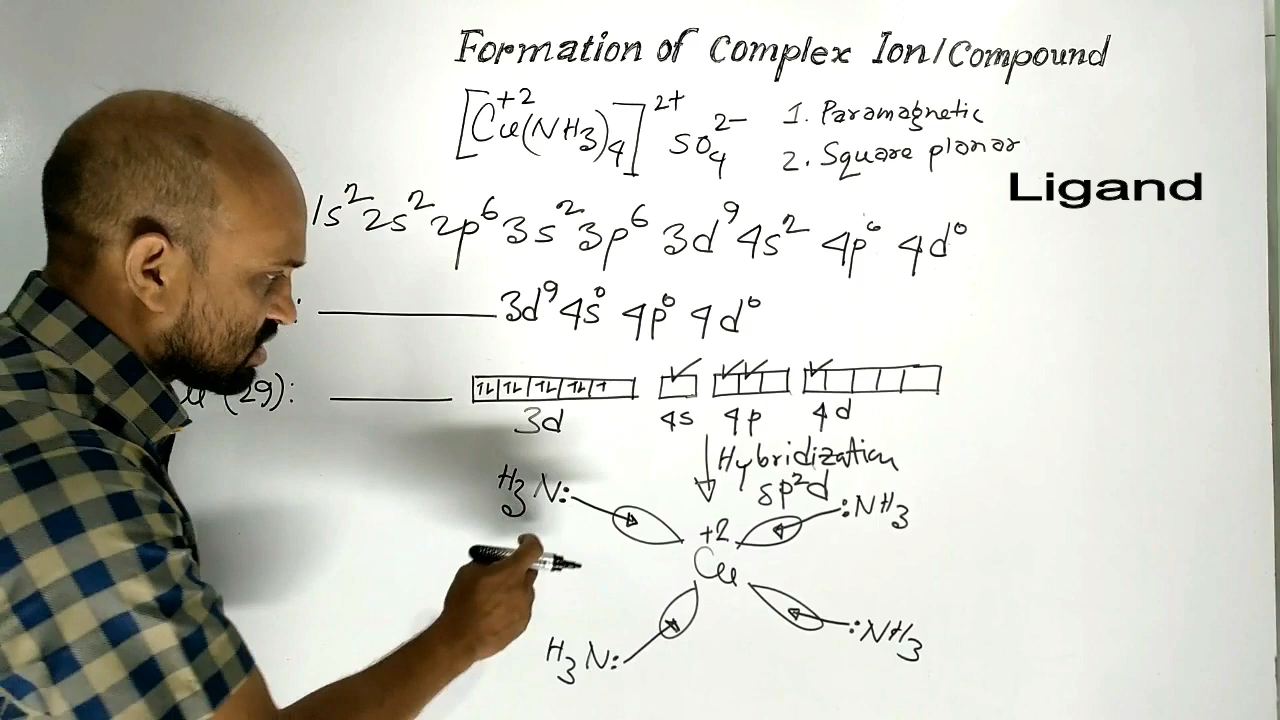 Formation of Complex Ion/Compound
[Cu⁺²(NH3)₄]²⁺ SO₄²⁻
1. Paramagnetic
2. Square planar
Ligand
1s² 2s² 2p⁶ 3s² 3p⁶ 3d⁹ 4s² 4p⁰ 4d⁰
: 3d⁹ 4s⁰ 4p⁰ 4d⁰
(29):
3d 4s 4p 4d
Hybridization
sp²d
H3N: :NH3
+2
Cu
H3N: :NH3